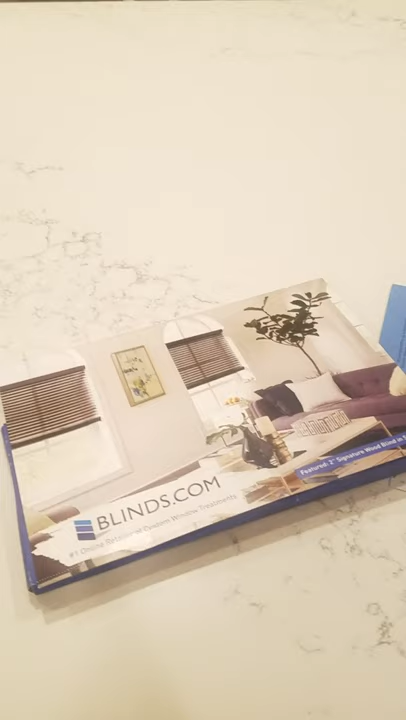 BLINDS.COM
#1 Online Retailer of Custom Window Treatments
Featured: 2" Signature Wood Blind in